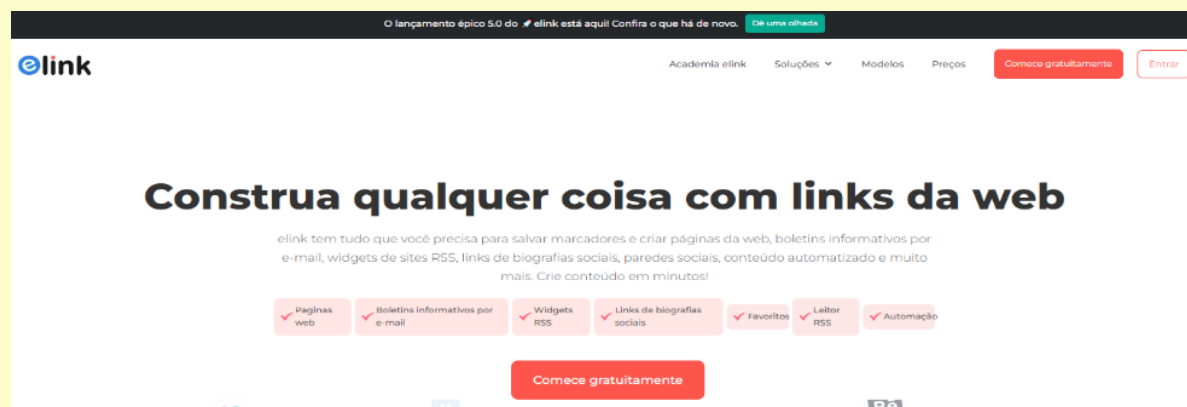 O lançamento épico 5.0 do 🚀 elink está aqui! Confira o que há de novo. Dê uma olhada
elink
Academia elink Soluções Modelos Preços Comece gratuitamente Entrar
Construa qualquer coisa com links da web
elink tem tudo que você precisa para salvar marcadores e criar páginas da web, boletins informativos por
e-mail, widgets de sites RSS, links de biografias sociais, paredes sociais, conteúdo automatizado e muito
mais. Crie conteúdo em minutos!
Paginas
web
Boletins informativos por
e-mail
Widgets
RSS
Links de biografias
sociais
Favoritos
Leitor
RSS
Automação
Comece gratuitamente